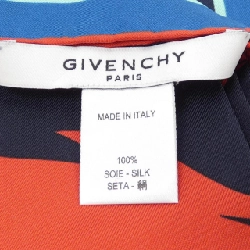 GIVENCHY
PARIS
MADE IN ITALY
100%
SOIE - SILK
SETA - 絹